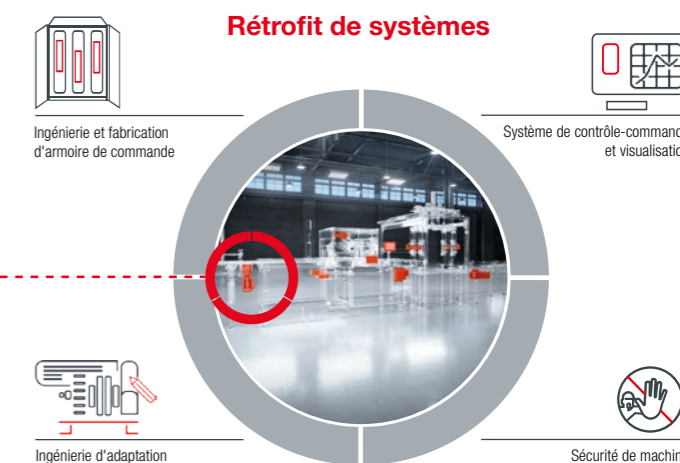 Rétrofit de systèmes
Ingénierie et fabrication
d'armoire de commande
Système de contrôle-command
et visualisatio
Ingénierie d'adaptation
Sécurité de machin